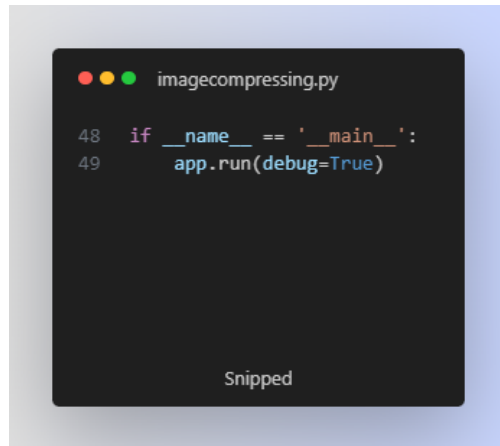 imagecompressing.py
48 if __name__ == '__main__':
49     app.run(debug=True)
Snipped